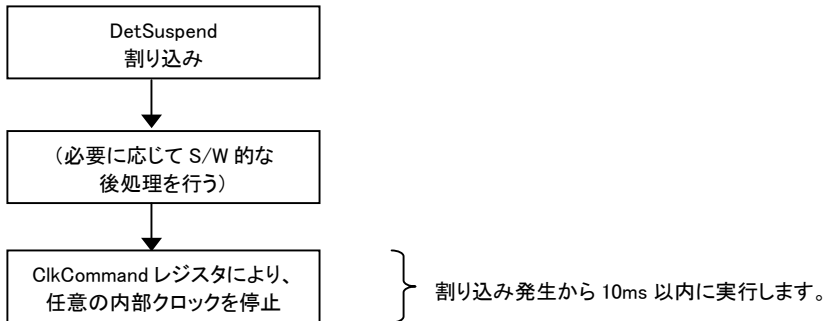 DetSuspend
割り込み
（必要に応じて S/W 的な
後処理を行う）
ClkCommand レジスタにより、
任意の内部クロックを停止
割り込み発生から 10ms 以内に実行します。